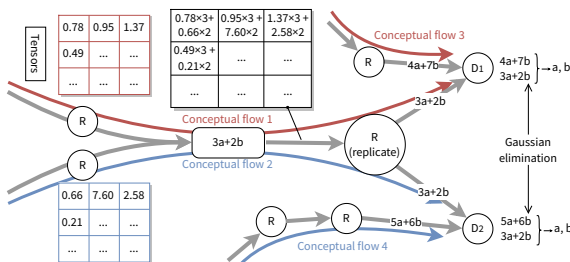 Tensors
0.78 0.95 1.37
0.49 ... ...
... ... ...
0.78×3+ 0.95×3+ 1.37×3+
0.66×2 7.60×2 2.58×2
0.49×3+ ... ...
0.21×2
... ... ...
Conceptual flow 3
R
4a+7b
D1
4a+7b
3a+2b
→a, b
3a+2b
R
Conceptual flow 1
3a+2b
R
(replicate)
Conceptual flow 2
R
Gaussian
elimination
0.66 7.60 2.58
0.21 ... ...
... ... ...
3a+2b
R
R
5a+6b
D2
5a+6b
3a+2b
→a, b
Conceptual flow 4